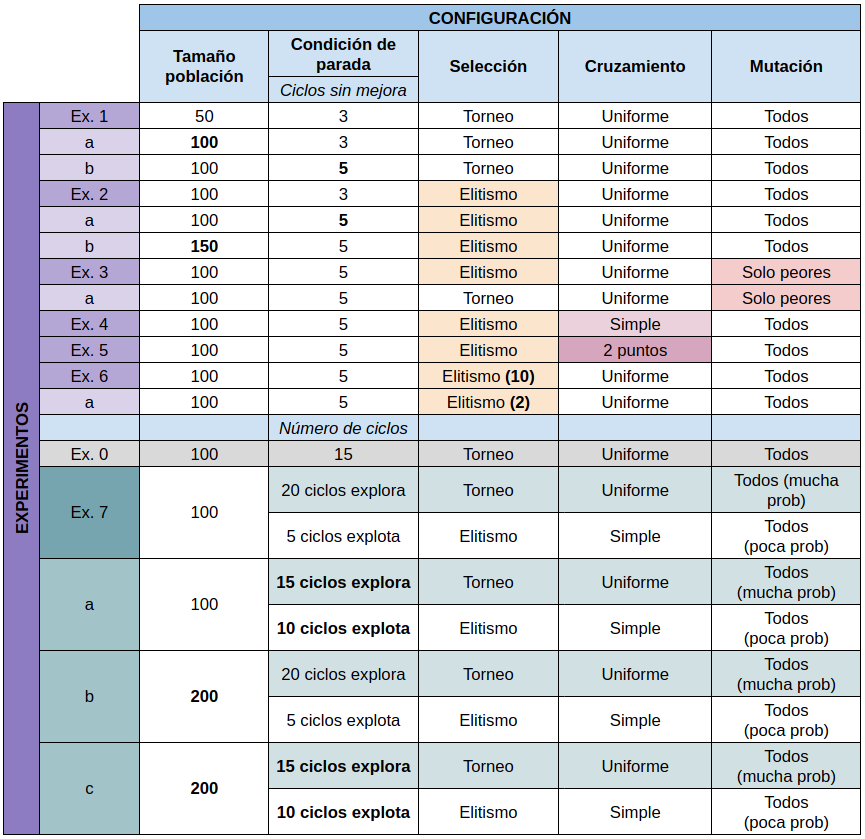 CONFIGURACIÓN
Tamaño
población
Condición de
parada
Ciclos sin mejora
Selección
Cruzamiento
Mutación
EXPERIMENTOS
Ex. 1 50 3 Torneo Uniforme Todos
a 100 3 Torneo Uniforme Todos
b 100 5 Torneo Uniforme Todos
Ex. 2 100 3 Elitismo Uniforme Todos
a 100 5 Elitismo Uniforme Todos
b 150 5 Elitismo Uniforme Todos
Ex. 3 100 5 Elitismo Uniforme Solo peores
a 100 5 Torneo Uniforme Solo peores
Ex. 4 100 5 Elitismo Simple Todos
Ex. 5 100 5 Elitismo 2 puntos Todos
Ex. 6 100 5 Elitismo (10) Uniforme Todos
a 100 5 Elitismo (2) Uniforme Todos
Número de ciclos
Ex. 0 100 15 Torneo Uniforme Todos
Ex. 7 100
20 ciclos explora Torneo Uniforme Todos (mucha
prob)
5 ciclos explota Elitismo Simple Todos
(poca prob)
a 100
15 ciclos explora Torneo Uniforme Todos
(mucha prob)
10 ciclos explota Elitismo Simple Todos
(poca prob)
b 200
20 ciclos explora Torneo Uniforme Todos
(mucha prob)
5 ciclos explota Elitismo Simple Todos
(poca prob)
c 200
15 ciclos explora Torneo Uniforme Todos
(mucha prob)
10 ciclos explota Elitismo Simple Todos
(poca prob)